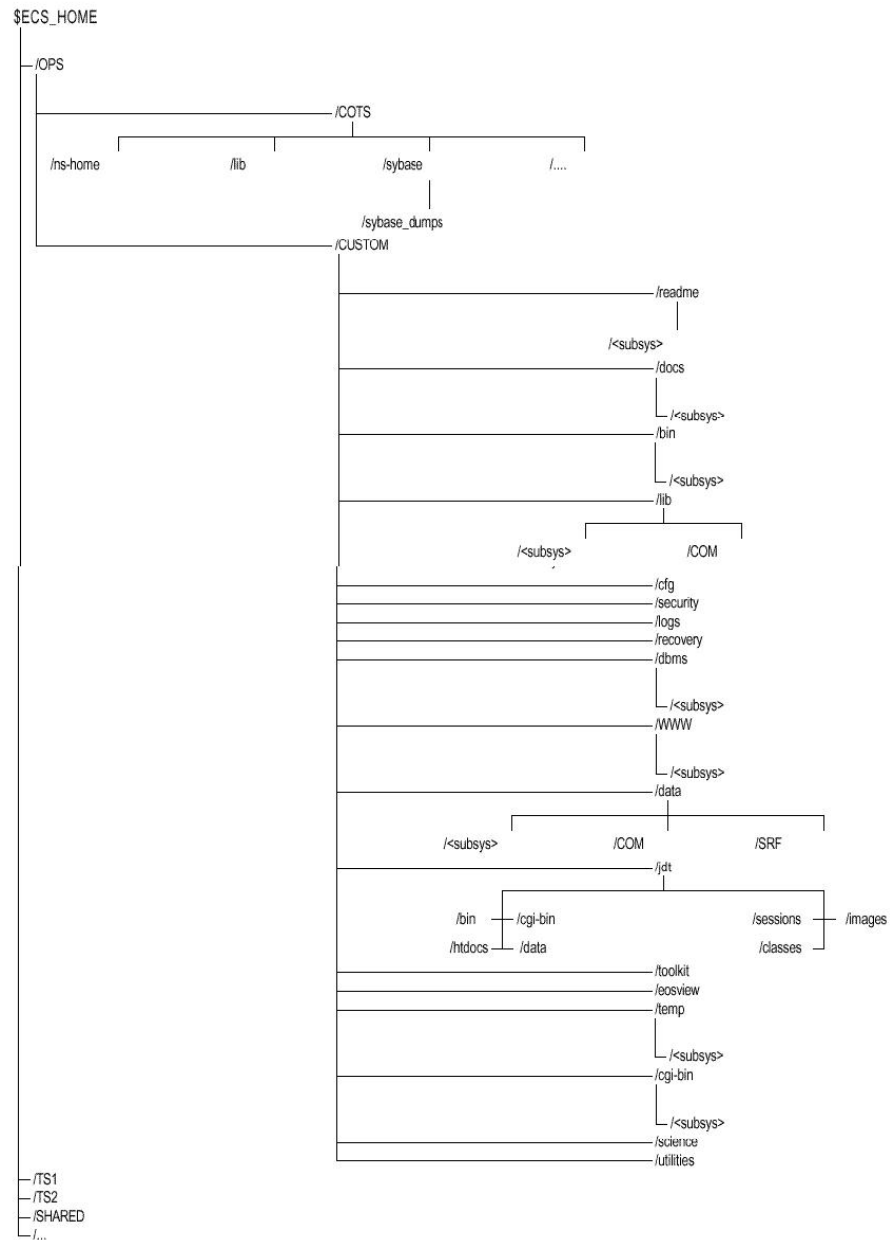 $ECS_HOME
/OPS
/COTS
/ns-home /lib /sybase /....
/sybase_dumps
/CUSTOM
/readme
/<subsys>
/docs
/<subsys>
/bin
/<subsys>
/lib
/<subsys> /COM
/cfg
/security
/logs
/recovery
/dbms
/<subsys>
/WWW
/<subsys>
/data
/<subsys> /COM /SRF
/jdt
/bin /cgi-bin /sessions /images
/htdocs /data /classes
/toolkit
/eosview
/temp
/<subsys>
/cgi-bin
/<subsys>
/science
/utilities
/TS1
/TS2
/SHARED
/...